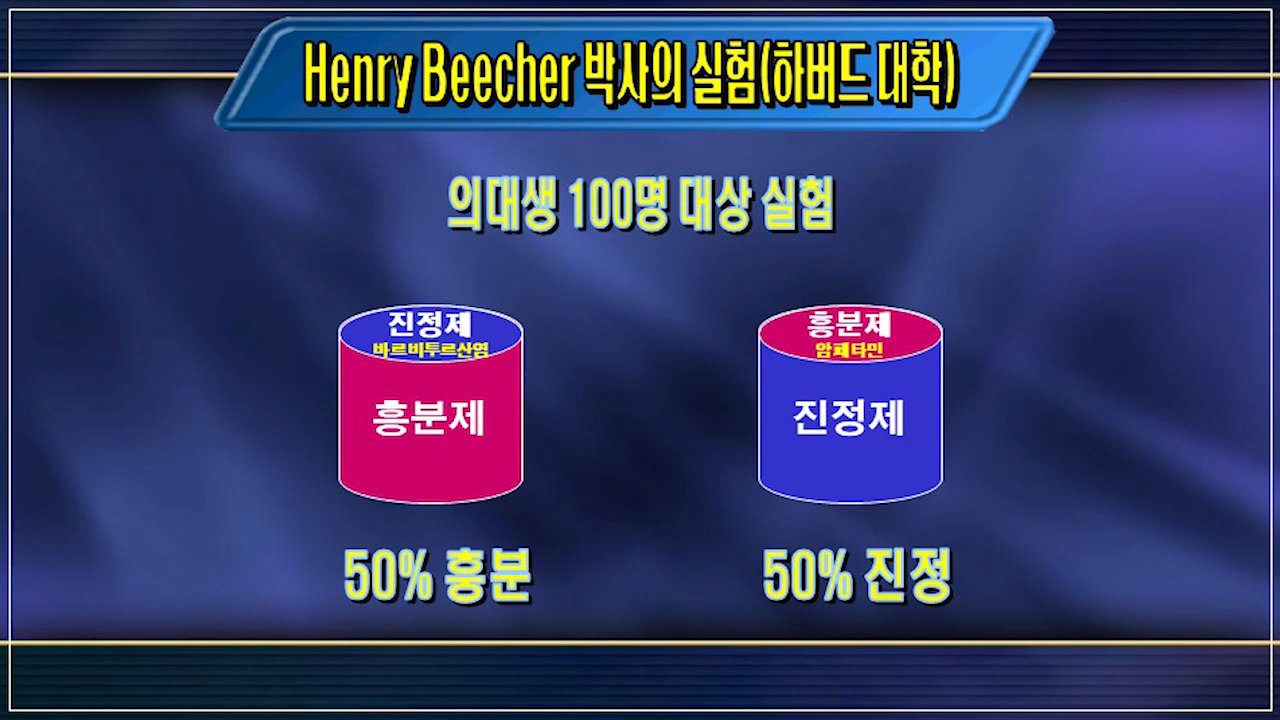 Henry Beecher 박사의 실험(하버드 대학)
의대생 100명 대상 실험
진정제
바르비투르산염
흥분제
50% 흥분
흥분제
암페타민
진정제
50% 진정